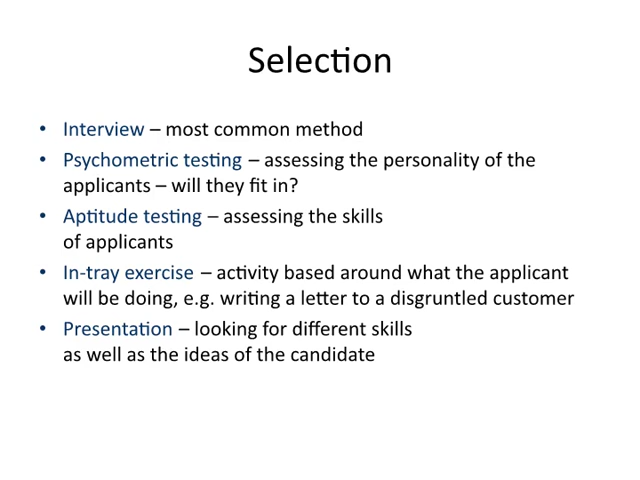 Selection
• Interview – most common method
• Psychometric testing – assessing the personality of the
applicants – will they fit in?
• Aptitude testing – assessing the skills
of applicants
• In-tray exercise – activity based around what the applicant
will be doing, e.g. writing a letter to a disgruntled customer
• Presentation – looking for different skills
as well as the ideas of the candidate